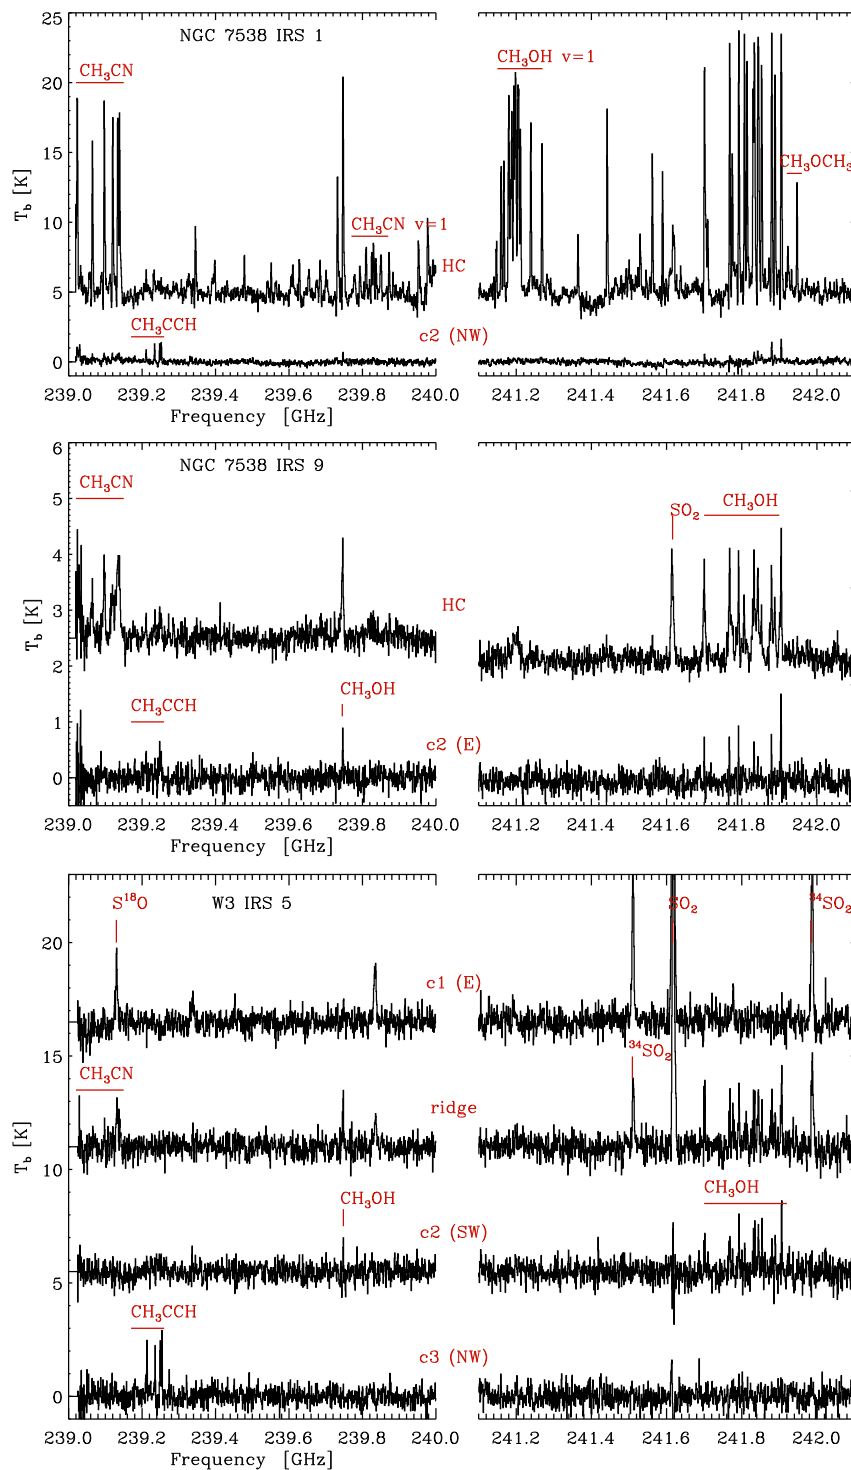 NGC 7538 IRS 1
CH₃CN
CH₃OH v=1
CH₃OCH₃
CH₃CN v=1
HC
CH₃CCH
c2 (NW)
T_b [K]
25
20
15
10
5
0
239.0 239.2 239.4 239.6 239.8 240.0 241.2 241.4 241.6 241.8 242.0
Frequency [GHz]
NGC 7538 IRS 9
CH₃CN
SO₂
CH₃OH
HC
CH₃CCH
CH₃OH
c2 (E)
T_b [K]
6
5
4
3
2
1
0
239.0 239.2 239.4 239.6 239.8 240.0 241.2 241.4 241.6 241.8 242.0
Frequency [GHz]
W3 IRS 5
S¹⁸O
SO₂
³⁴SO₂
c1 (E)
³⁴SO₂
CH₃CN
ridge
CH₃OH
CH₃OH
c2 (SW)
CH₃CCH
c3 (NW)
T_b [K]
20
15
10
5
0
239.0 239.2 239.4 239.6 239.8 240.0 241.2 241.4 241.6 241.8 242.0
Frequency [GHz]